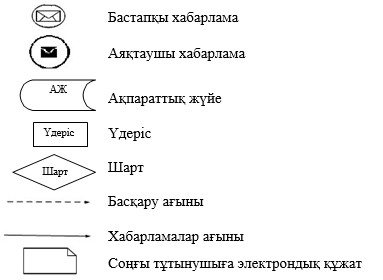 Бастапқы хабарлама
Аяқтаушы хабарлама
АЖ
Ақпараттық жүйе
Үдеріс
Үдеріс
Шарт
Шарт
Басқару ағыны
Хабарламалар ағыны
Соңғы тұтынушыға электрондық құжат